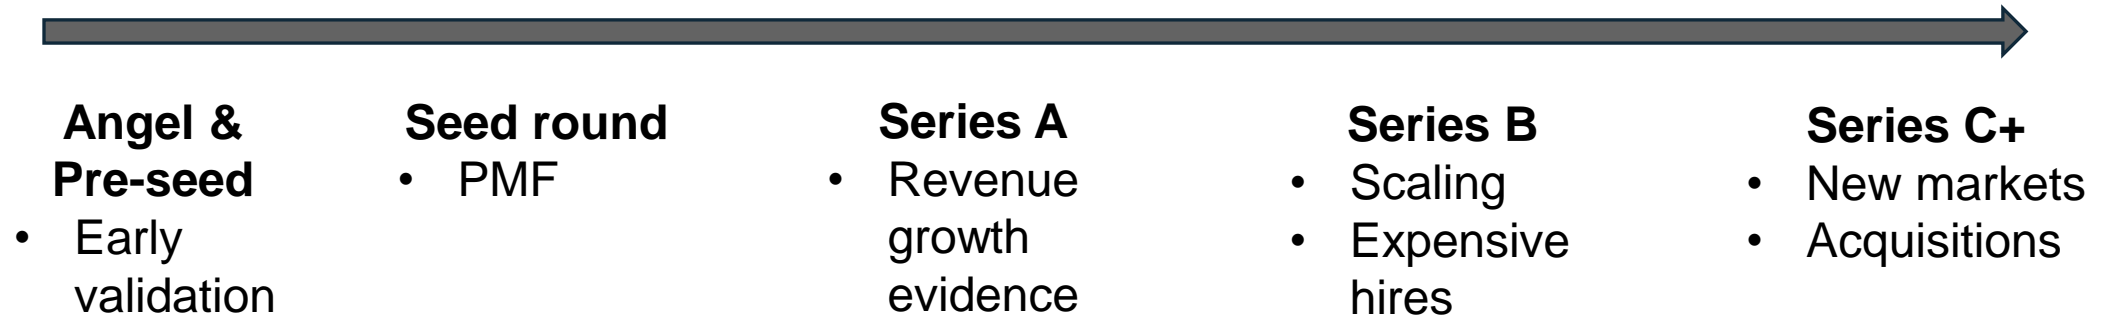 Angel &
Pre-seed
• Early
validation
Seed round
• PMF
Series A
• Revenue
growth
evidence
Series B
• Scaling
• Expensive
hires
Series C+
• New markets
• Acquisitions